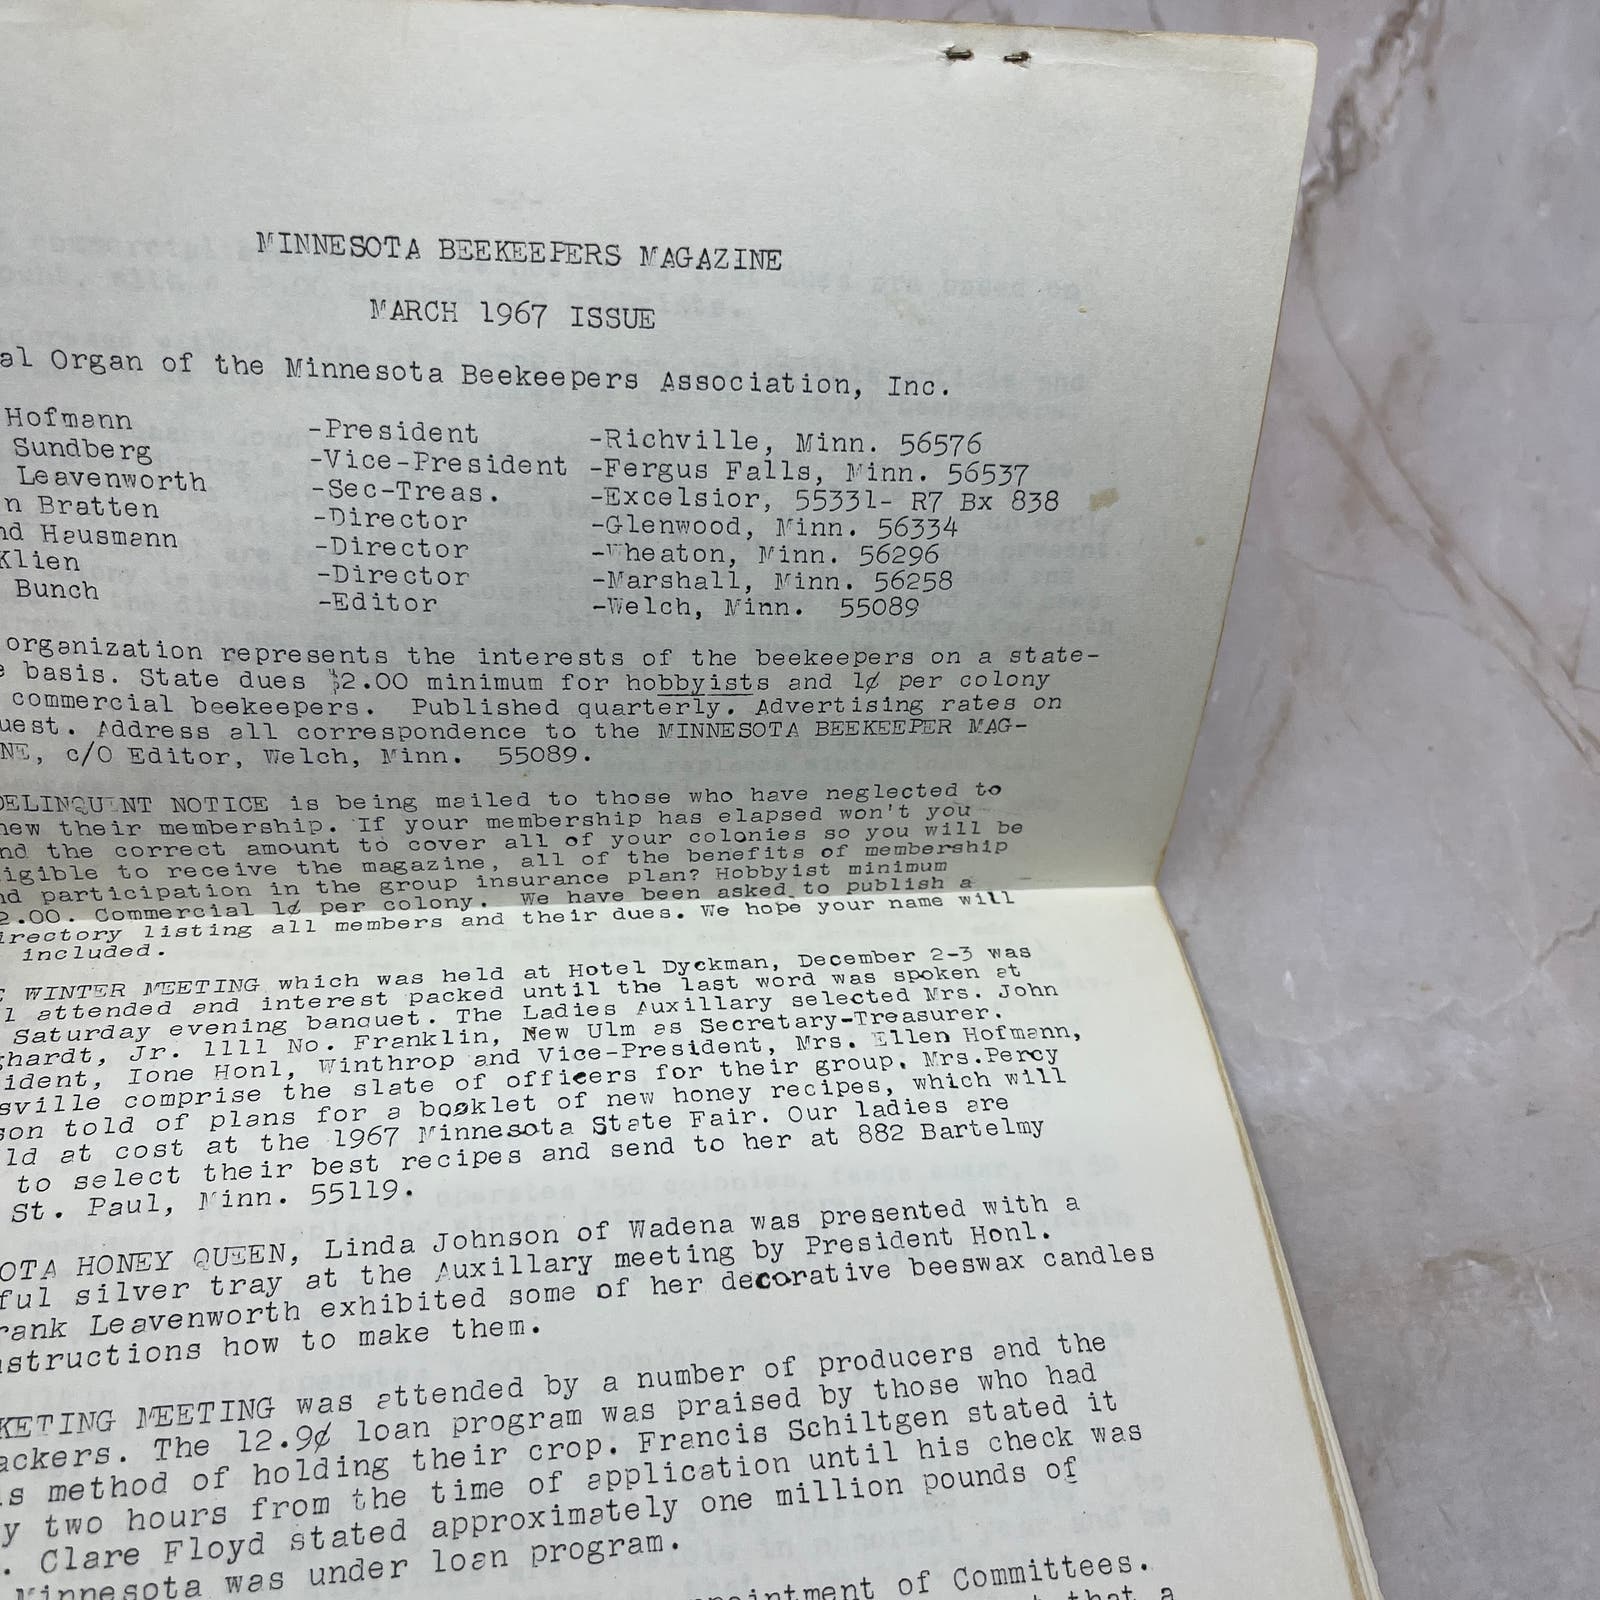 MINNESOTA BEEKEEPERS MAGAZINE
MARCH 1967 ISSUE
al Organ of the Minnesota Beekeepers Association, Inc.
Hofmann -President -Richville, Minn. 56576
Sundberg -Vice-President -Fergus Falls, Minn. 56537
Leavenworth -Sec-Treas. -Excelsior, 55331- R7 Bx 838
n Bratten -Director -Glenwood, Minn. 56334
nd Hausmann -Director -Wheaton, Minn. 56296
Klien -Director -Marshall, Minn. 56258
Bunch -Editor -Welch, Minn. 55089
organization represents the interests of the beekeepers on a state-
e basis. State dues $2.00 minimum for hobbyists and 1¢ per colony
commercial beekeepers. Published quarterly. Advertising rates on
uest. Address all correspondence to the MINNESOTA BEEKEEPER MAG-
NE, c/O Editor, Welch, Minn. 55089.
DELINQUENT NOTICE is being mailed to those who have neglected to
new their membership. If your membership has elapsed won't you
nd the correct amount to cover all of your colonies so you will be
igible to receive the magazine, all of the benefits of membership
nd participation in the group insurance plan? Hobbyist minimum
2.00. Commercial 1¢ per colony. We have been asked to publish a
irectory listing all members and their dues. We hope your name will
included.
E WINTER MEETING which was held at Hotel Dyckman, December 2-3 was
l attended and interest packed until the last word was spoken at
Saturday evening banquet. The Ladies Auxillary selected Mrs. John
ghardt, Jr. 1111 No. Franklin, New Ulm as Secretary-Treasurer.
ident, Ione Honl, Winthrop and Vice-President, Mrs. Ellen Hofmann,
sville comprise the slate of officers for their group. Mrs.Percy
son told of plans for a booklet of new honey recipes, which will
ld at cost at the 1967 Minnesota State Fair. Our ladies are
to select their best recipes and send to her at 882 Bartelmy
St. Paul, Minn. 55119.
OTA HONEY QUEEN, Linda Johnson of Wadena was presented with a
ful silver tray at the Auxillary meeting by President Honl.
rank Leavenworth exhibited some of her decorative beeswax candles
nstructions how to make them.
KETING MEETING was attended by a number of producers and the
ackers. The 12.9¢ loan program was praised by those who had
is method of holding their crop. Francis Schiltgen stated it
y two hours from the time of application until his check was
. Clare Floyd stated approximately one million pounds of
Minnesota was under loan program.
pointment of Committees.
that a